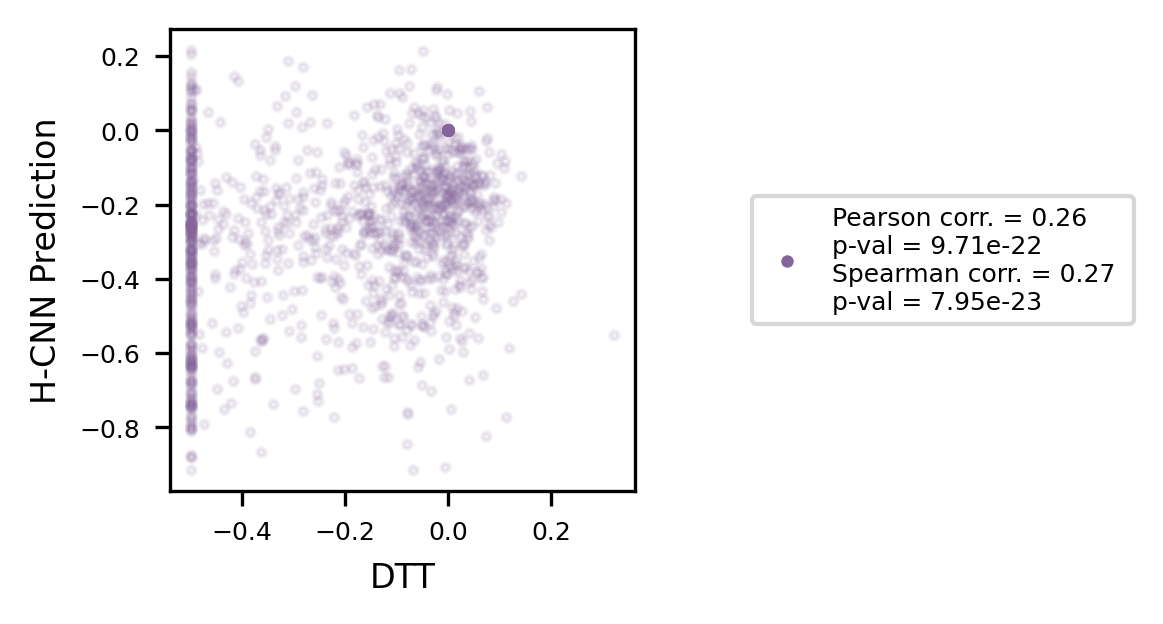 0.2
0.0
−0.2
−0.4
−0.6
−0.8
H-CNN Prediction
−0.4
−0.2
0.0
0.2
DTT
Pearson corr. = 0.26
p-val = 9.71e-22
Spearman corr. = 0.27
p-val = 7.95e-23